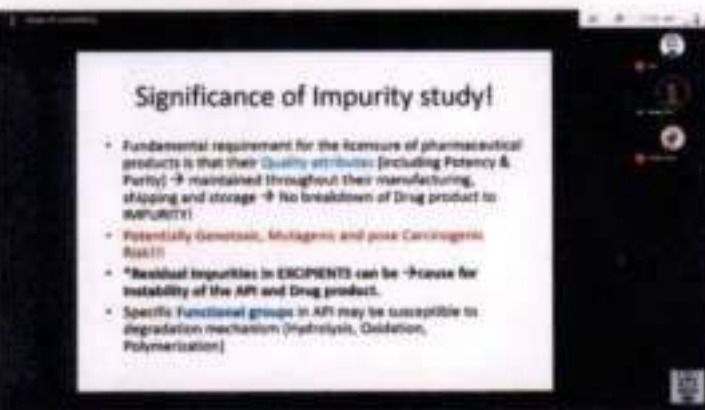 Significance of Impurity study!
• Fundamental requirement for the licensure of pharmaceutical
products is that their Quality attributes (including Potency &
Purity) → maintained throughout their manufacturing,
shipping and storage → No breakdown of Drug product to
IMPURITY!
• Potentially Genotoxic, Mutagenic and pose Carcinogenic
Risk!!!
• *Residual Impurities in EXCIPIENTS can be →cause for
instability of the API and Drug product.
• Specific Functional groups in API may be susceptible to
degradation mechanism (Hydrolysis, Oxidation,
Polymerization)